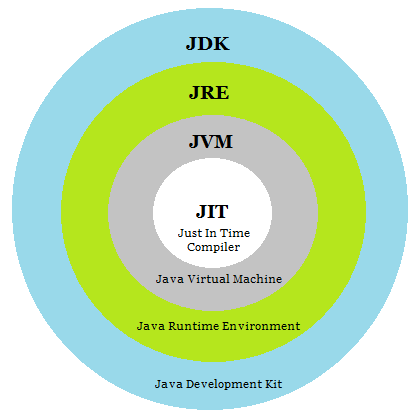 JDK
JRE
JVM
JIT
Just In Time
Compiler
Java Virtual Machine
Java Runtime Environment
Java Development Kit